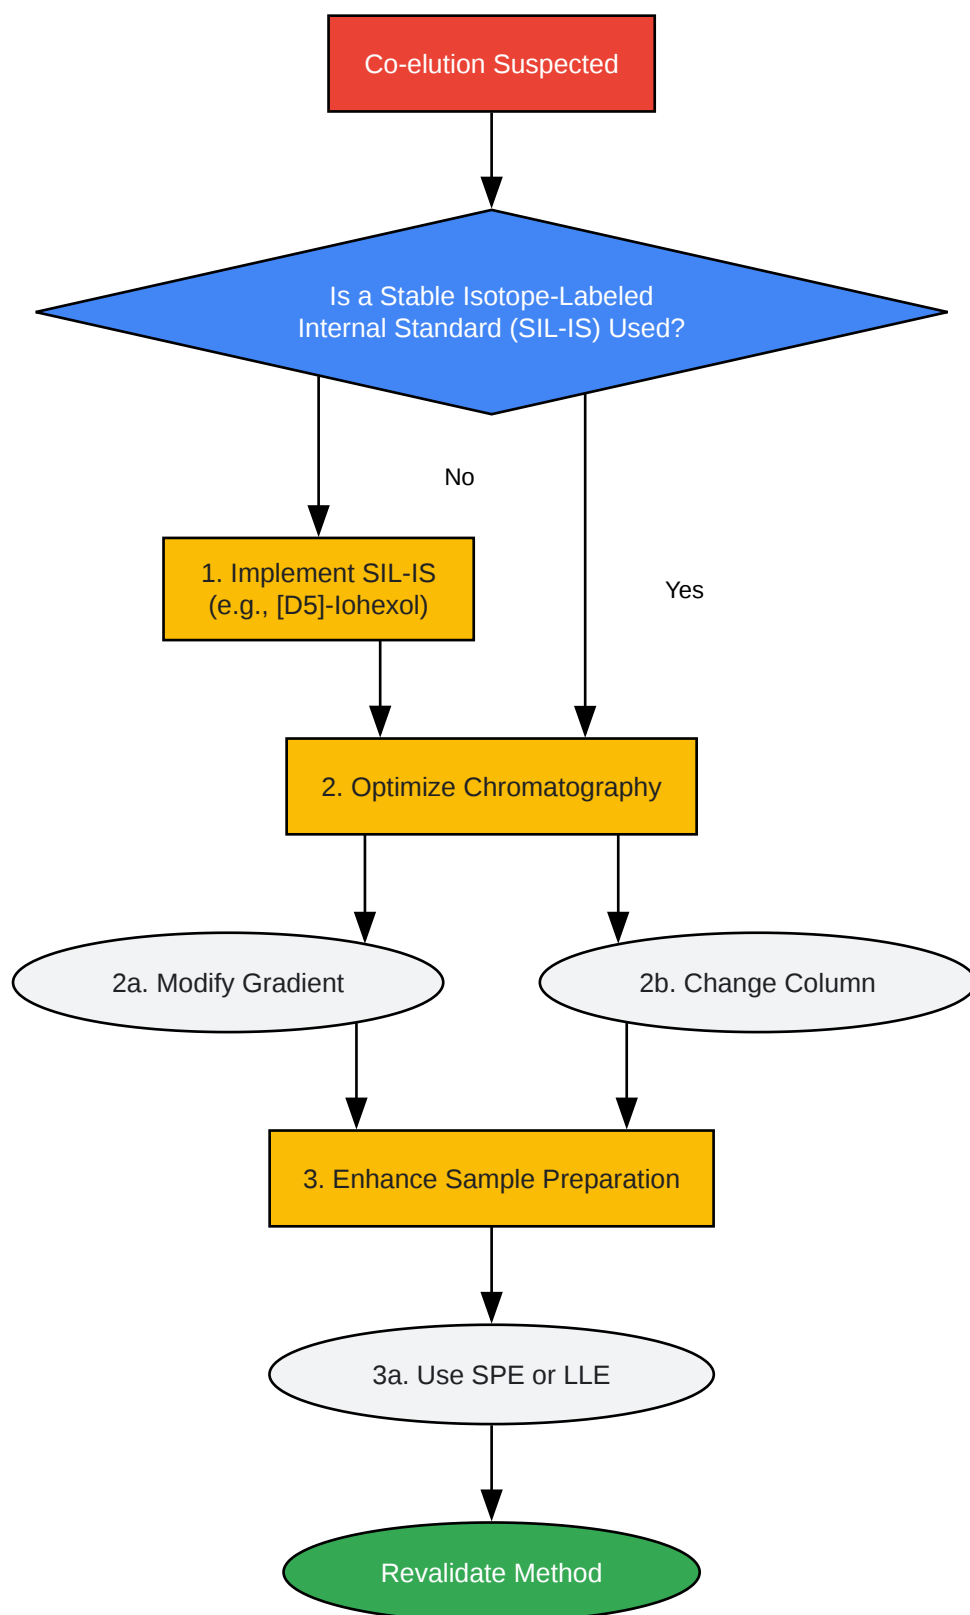 Co-elution Suspected
Is a Stable Isotope-Labeled
Internal Standard (SIL-IS) Used?
No
1. Implement SIL-IS
(e.g., [D5]-Iohexol)
Yes
2. Optimize Chromatography
2a. Modify Gradient
2b. Change Column
3. Enhance Sample Preparation
3a. Use SPE or LLE
Revalidate Method